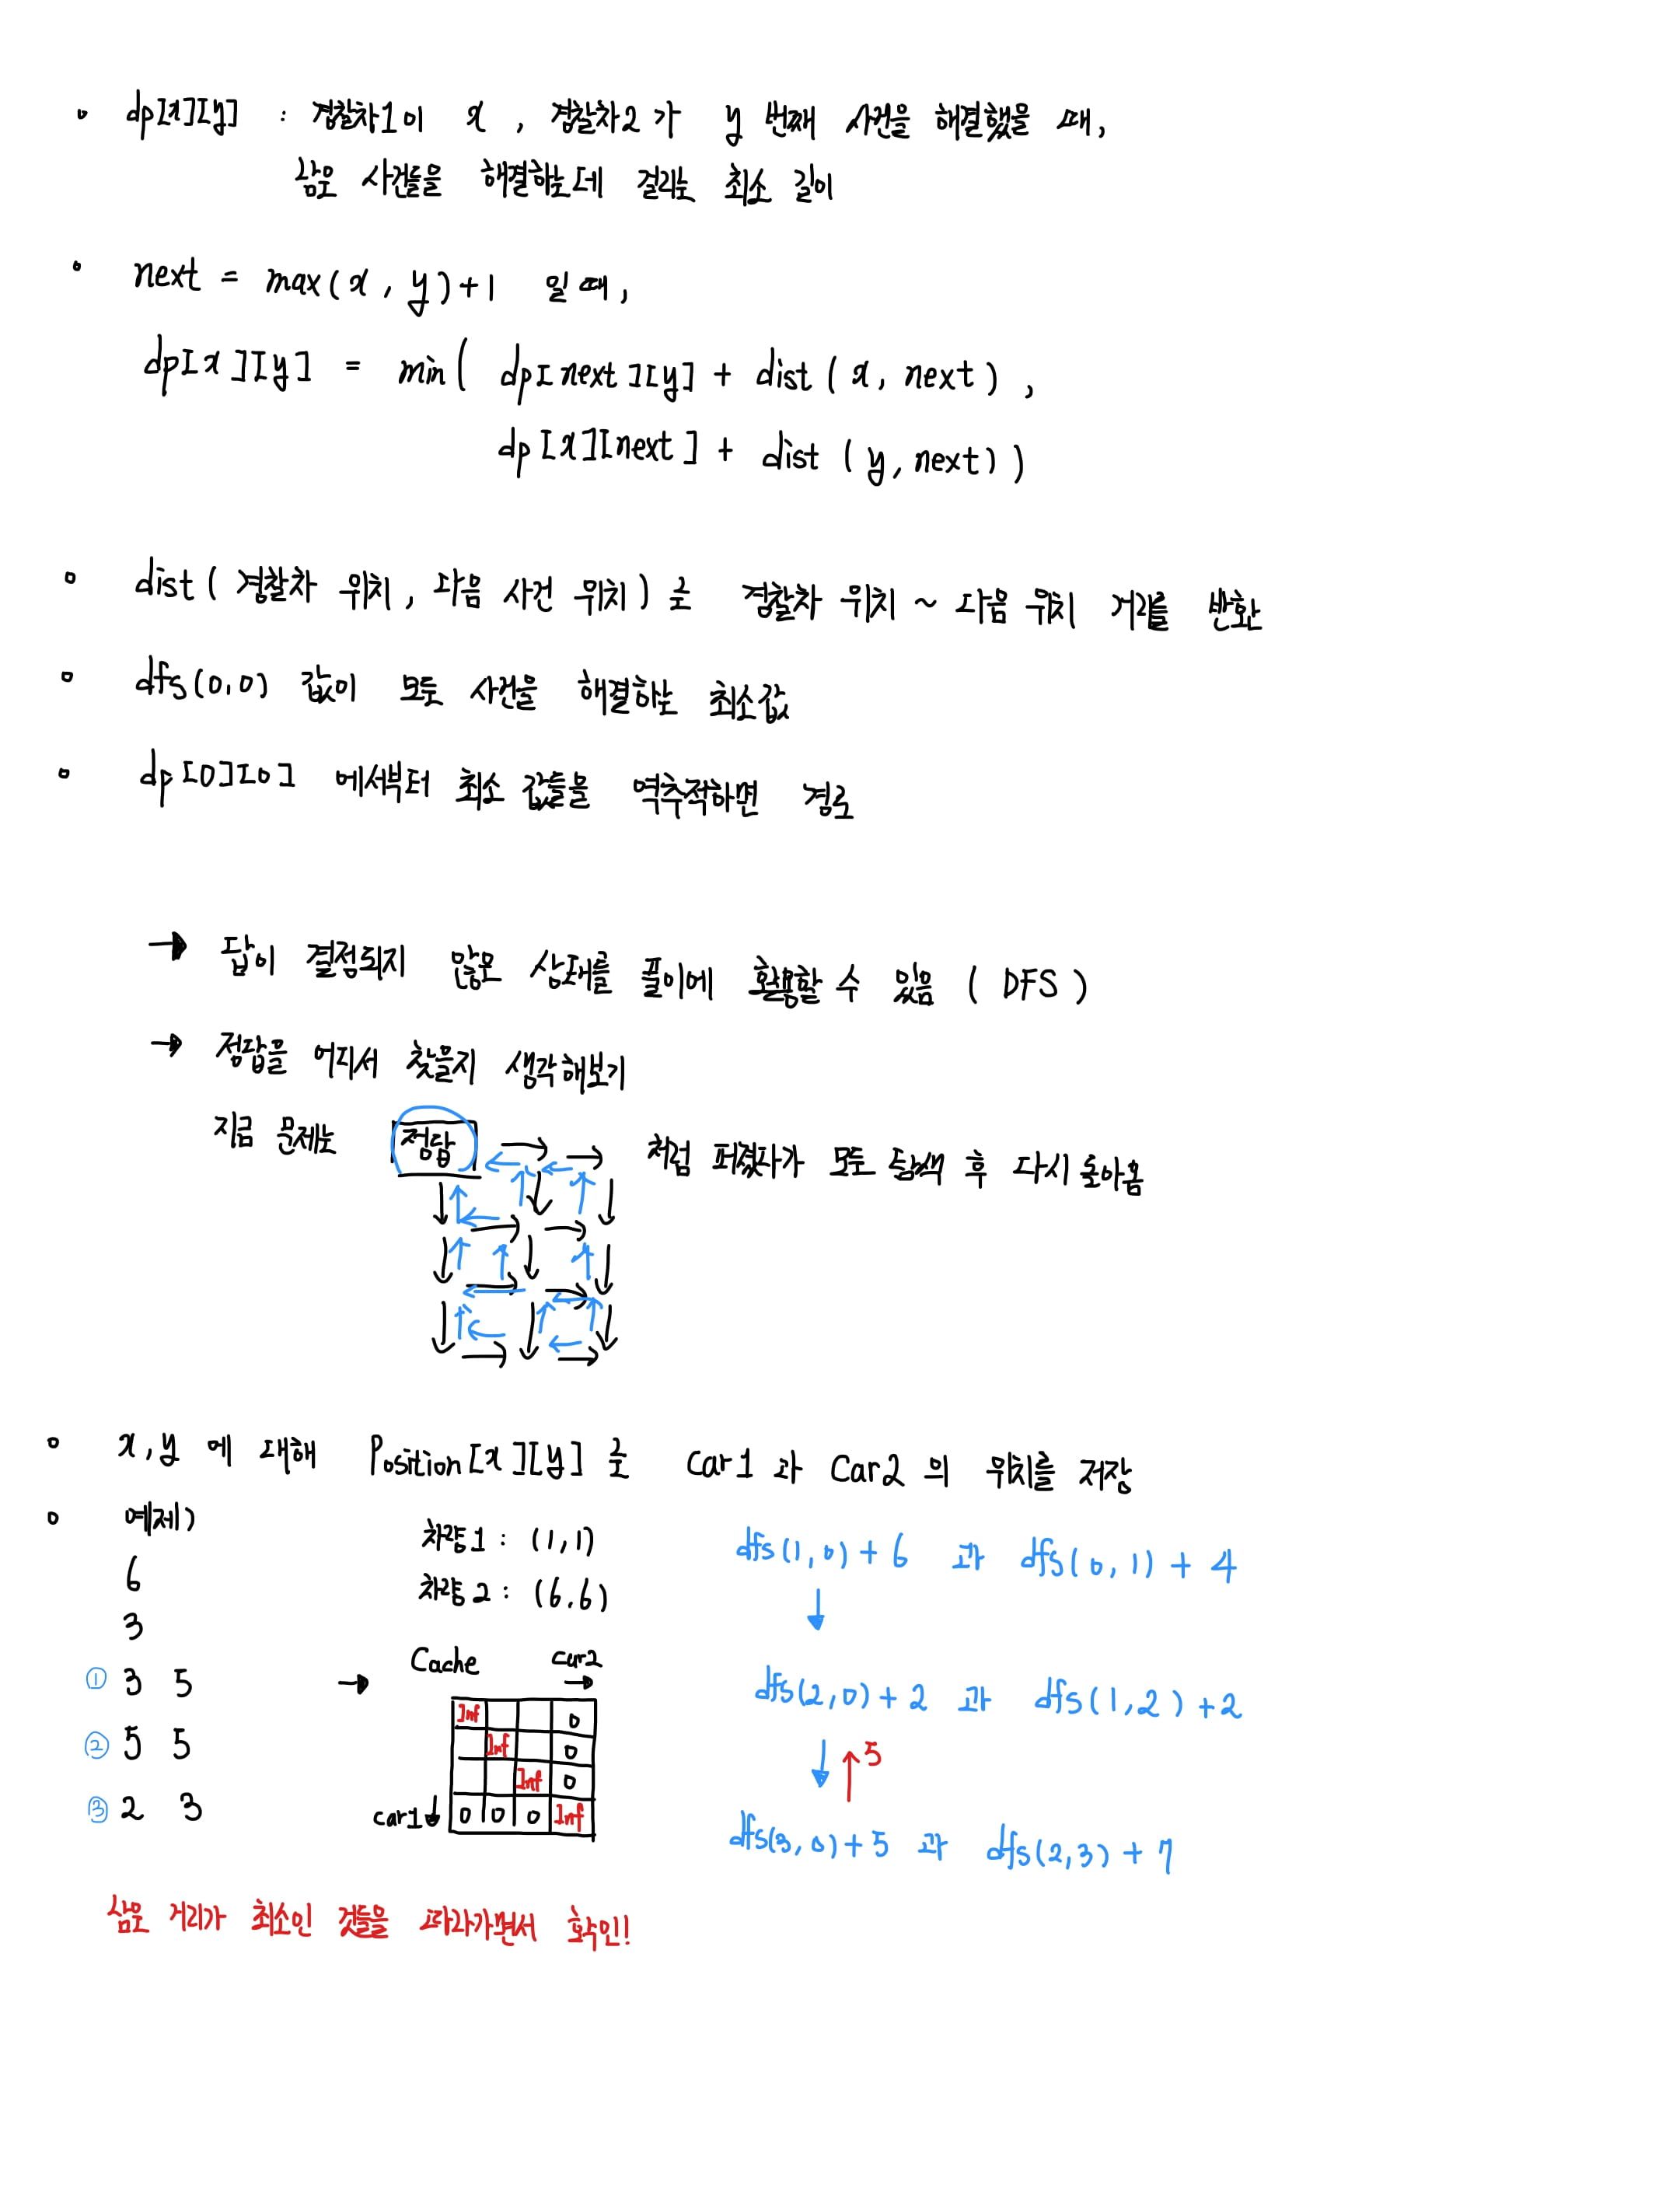 dp[x][y] : 경찰차1이 x, 경찰차2가 y 번째 사건을 해결했을 때,
남은 사건들을 해결하는데 걸리는 최소 길이
next = max(x, y)+1 일 때,
dp[x][y] = min( dp[next][y] + dist(x, next),
dp[x][next] + dist(y, next))
dist(경찰차 위치, 다음 사건 위치)는 경찰차 위치 ~ 다음 위치 거리를 반환
dfs(0,0) 값이 모든 사건을 해결하는 최소값
dp[0][0] 에서부터 최소 값들을 역추적하면 경로
→ 답이 결정되지 않은 상태를 풀이에 활용할 수 있음 (DFS)
→ 정답을 어디서 찾을지 생각해보기
지금 문제는 정답 처럼 퍼졌다가 모두 탐색 후 다시 돌아옴
x, y에 대해 Position[x][y]로 Car1과 Car2의 위치를 저장
예제)
6
3
① 3 5
② 5 5
③ 2 3
차량1 : (1,1)
차량2 : (6,6)
→ Cache car2 →
Inf 0
Inf 0
Inf 0
car1↓ 0 0 0 Inf
dfs(1,0)+6 과 dfs(0,1)+4
↓
dfs(2,0)+2 과 dfs(1,2)+2
↓ ↑5
dfs(3,0)+5 과 dfs(2,3)+7
남은 거리가 최소인 것들을 따라가면서 확인!